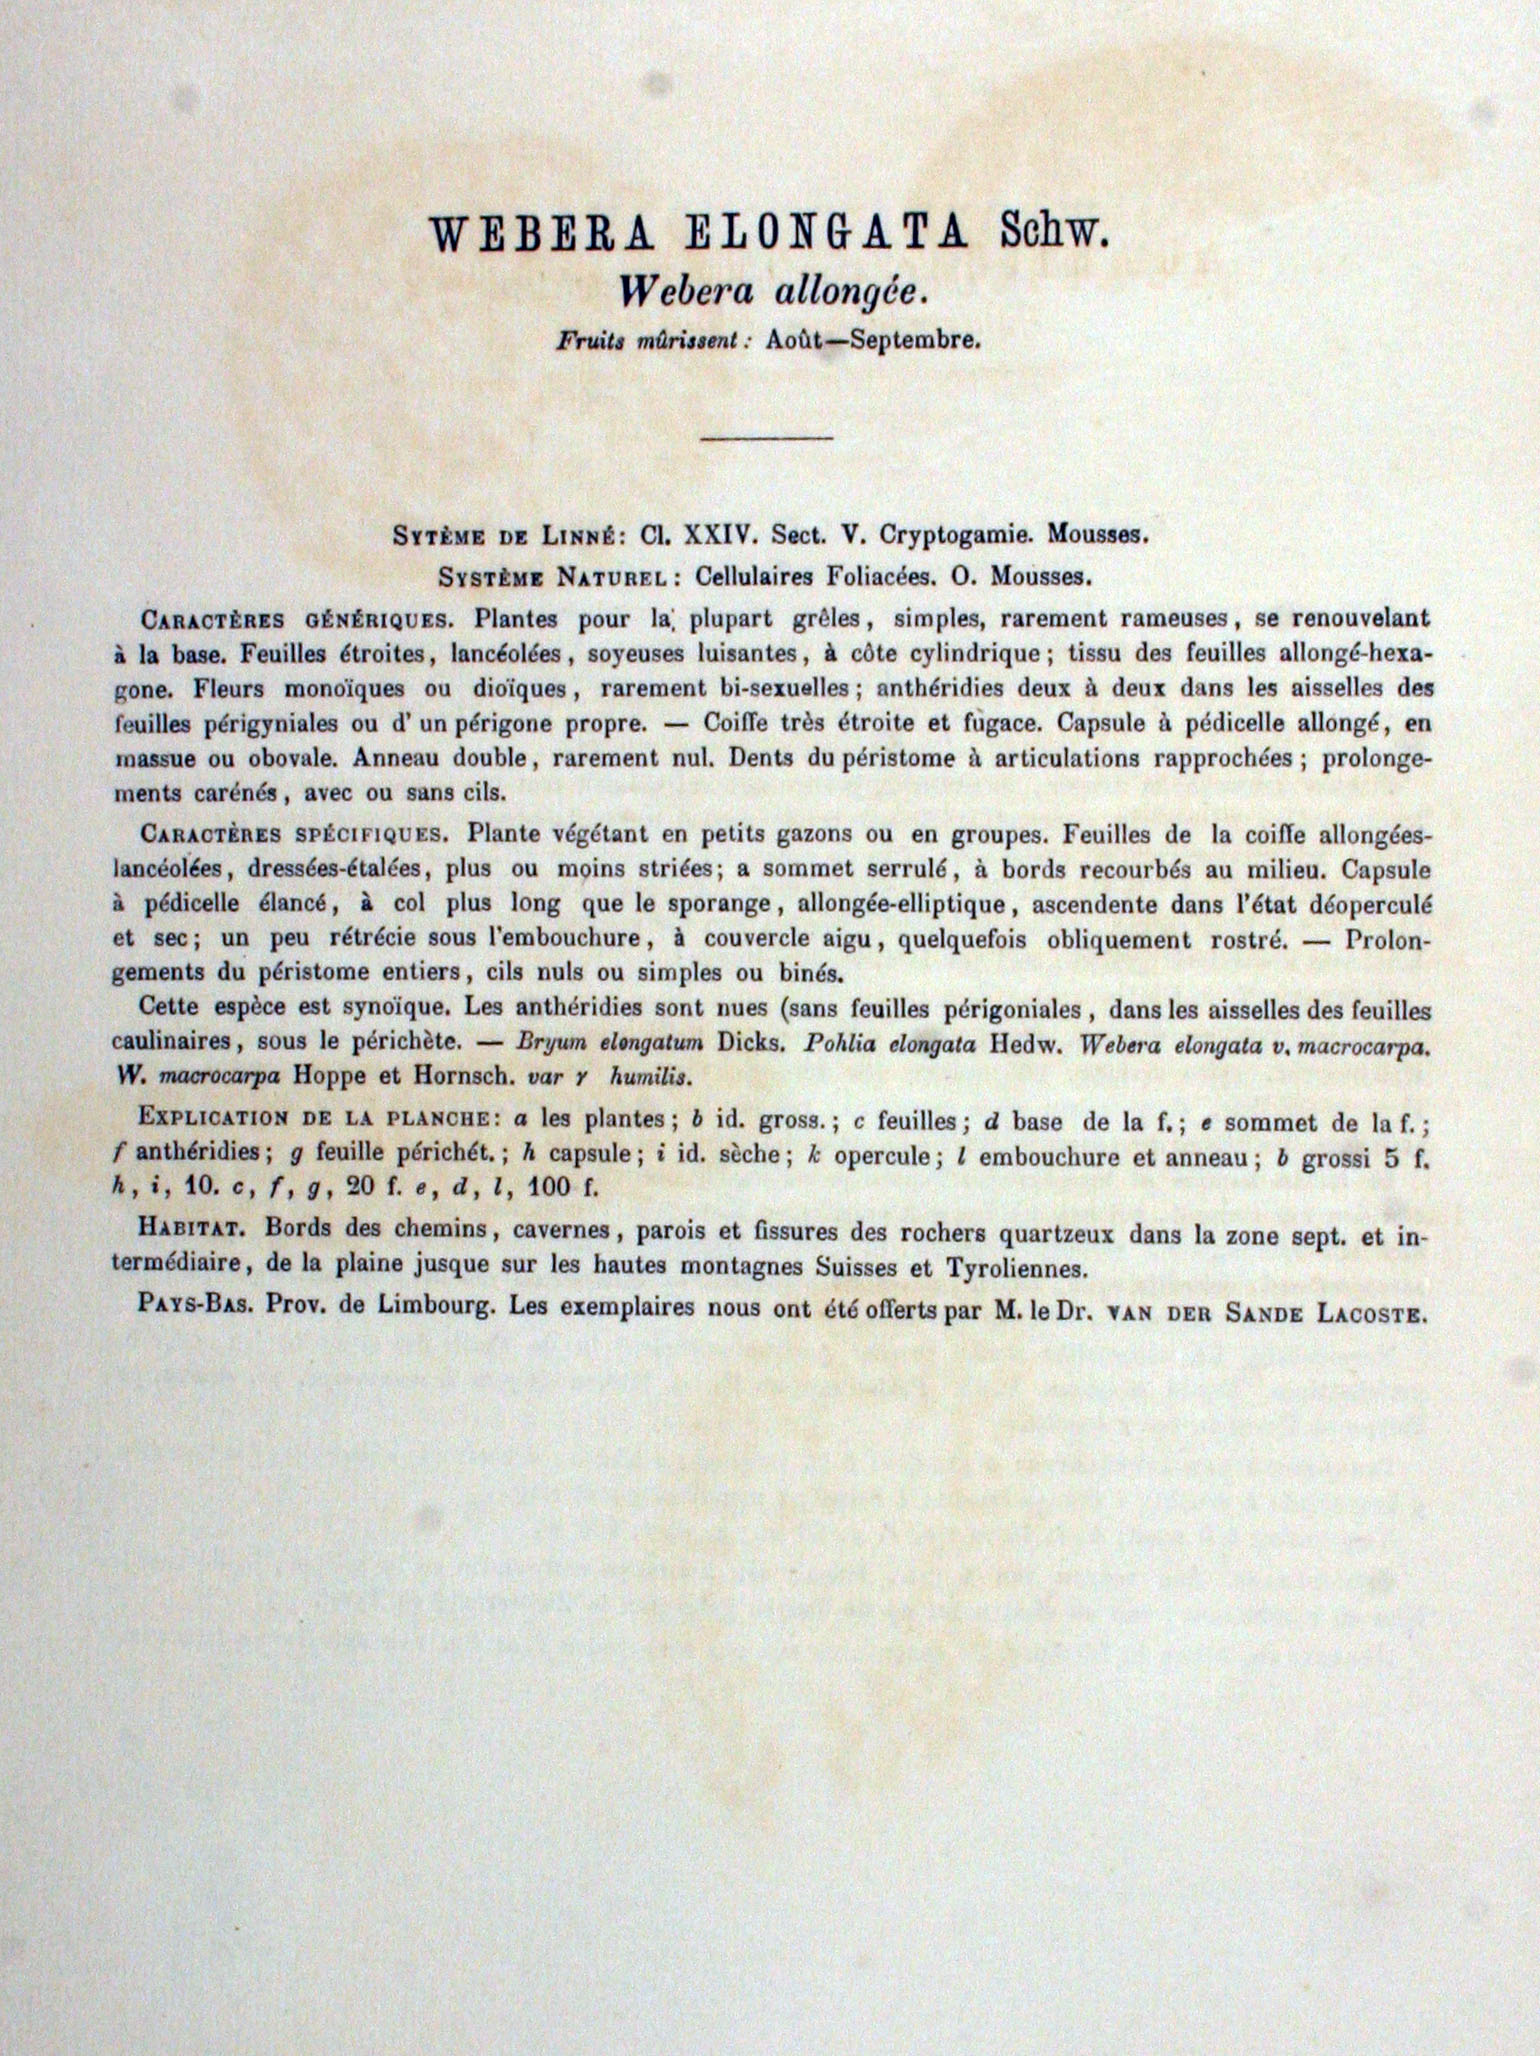 WEBERA ELONGATA Schw.
Webera allongée.
Fruits mûrissent : Août—Septembre.
Sytème de Linné: Cl. XXIV. Sect. V. Cryptogamie. Mousses.
Système Naturel : Cellulaires Foliacées. O. Mousses.
Caractères génériques. Plantes pour la plupart grêles, simples, rarement rameuses, se renouvelant
à la base. Feuilles étroites, lancéolées, soyeuses luisantes, à côte cylindrique; tissu des feuilles allongé-hexa-
gone. Fleurs monoïques ou dioïques, rarement bi-sexuelles; anthéridies deux à deux dans les aisselles des
feuilles périgyniales ou d' un périgone propre. — Coiffe très étroite et fugace. Capsule à pédicelle allongé, en
massue ou obovale. Anneau double, rarement nul. Dents du péristome à articulations rapprochées; prolonge-
ments carénés, avec ou sans cils.
Caractères spécifiques. Plante végétant en petits gazons ou en groupes. Feuilles de la coiffe allongées-
lancéolées, dressées-étalées, plus ou moins striées; a sommet serrulé, à bords recourbés au milieu. Capsule
à pédicelle élancé, à col plus long que le sporange, allongée-elliptique, ascendente dans l'état déoperculé
et sec; un peu rétrécie sous l'embouchure, à couvercle aigu, quelquefois obliquement rostré. — Prolon-
gements du péristome entiers, cils nuls ou simples ou binés.
Cette espèce est synoïque. Les anthéridies sont nues (sans feuilles périgoniales, dans les aisselles des feuilles
caulinaires, sous le périchète. — Bryum elongatum Dicks. Pohlia elongata Hedw. Webera elongata v. macrocarpa.
W. macrocarpa Hoppe et Hornsch. var γ humilis.
Explication de la planche: a les plantes; b id. gross.; c feuilles; d base de la f.; e sommet de la f.;
f anthéridies; g feuille périchét.; h capsule; i id. sèche; k opercule; l embouchure et anneau; b grossi 5 f.
h, i, 10. c, f, g, 20 f. e, d, l, 100 f.
Habitat. Bords des chemins, cavernes, parois et fissures des rochers quartzeux dans la zone sept. et in-
termédiaire, de la plaine jusque sur les hautes montagnes Suisses et Tyroliennes.
Pays-Bas. Prov. de Limbourg. Les exemplaires nous ont été offerts par M. le Dr. van der Sande Lacoste.